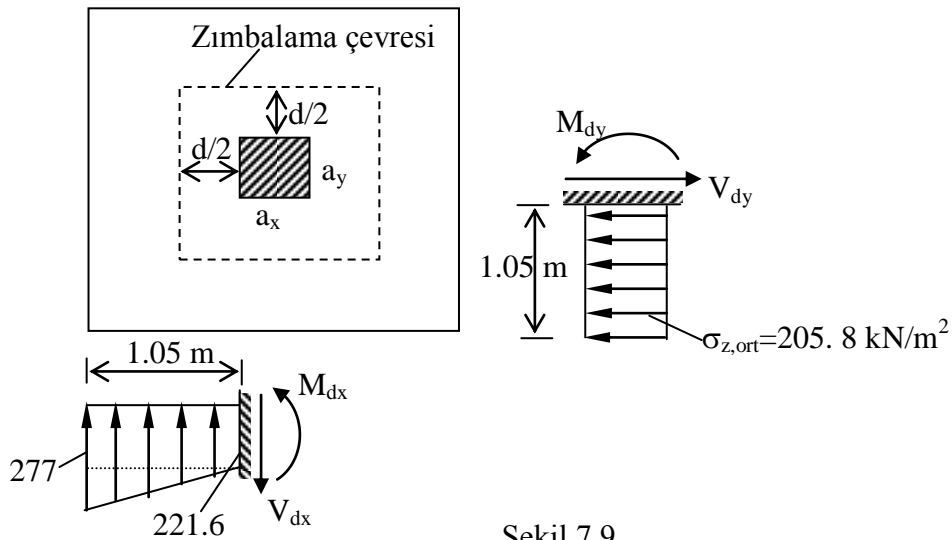 Zımbalama çevresi
d/2
d/2
a_y
a_x
M_dy
V_dy
1.05 m
σ_z,ort=205. 8 kN/m²
1.05 m
M_dx
277
221.6
V_dx
Şekil 7.9